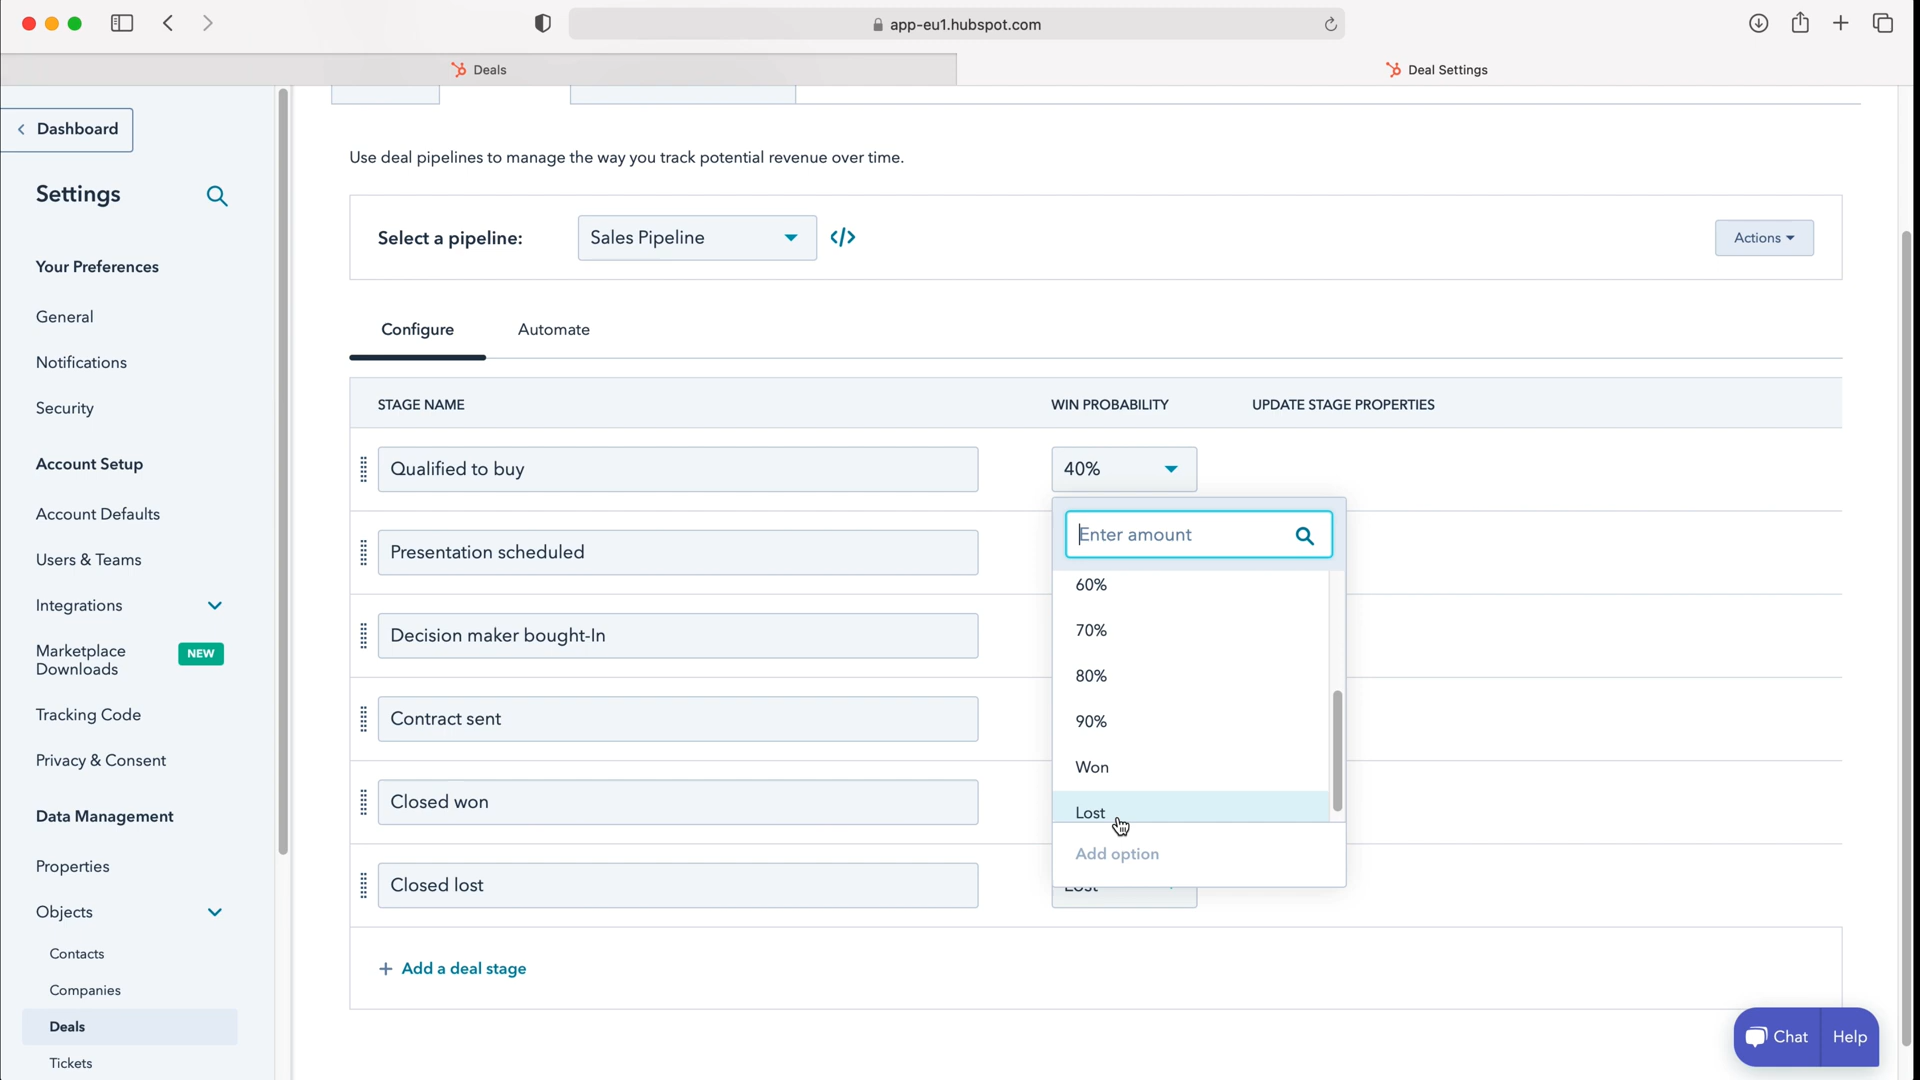 app-eu1.hubspot.com
Deals
Deal Settings
Dashboard
Settings
Your Preferences
General
Notifications
Security
Account Setup
Account Defaults
Users & Teams
Integrations
Marketplace
Downloads
NEW
Tracking Code
Privacy & Consent
Data Management
Properties
Objects
Contacts
Companies
Deals
Tickets
Use deal pipelines to manage the way you track potential revenue over time.
Select a pipeline:
Sales Pipeline
</>
Actions
Configure
Automate
STAGE NAME
WIN PROBABILITY
UPDATE STAGE PROPERTIES
Qualified to buy
40%
Presentation scheduled
Decision maker bought-In
Contract sent
Closed won
Closed lost
Enter amount
60%
70%
80%
90%
Won
Lost
Add option
Lost
+ Add a deal stage
Chat
Help